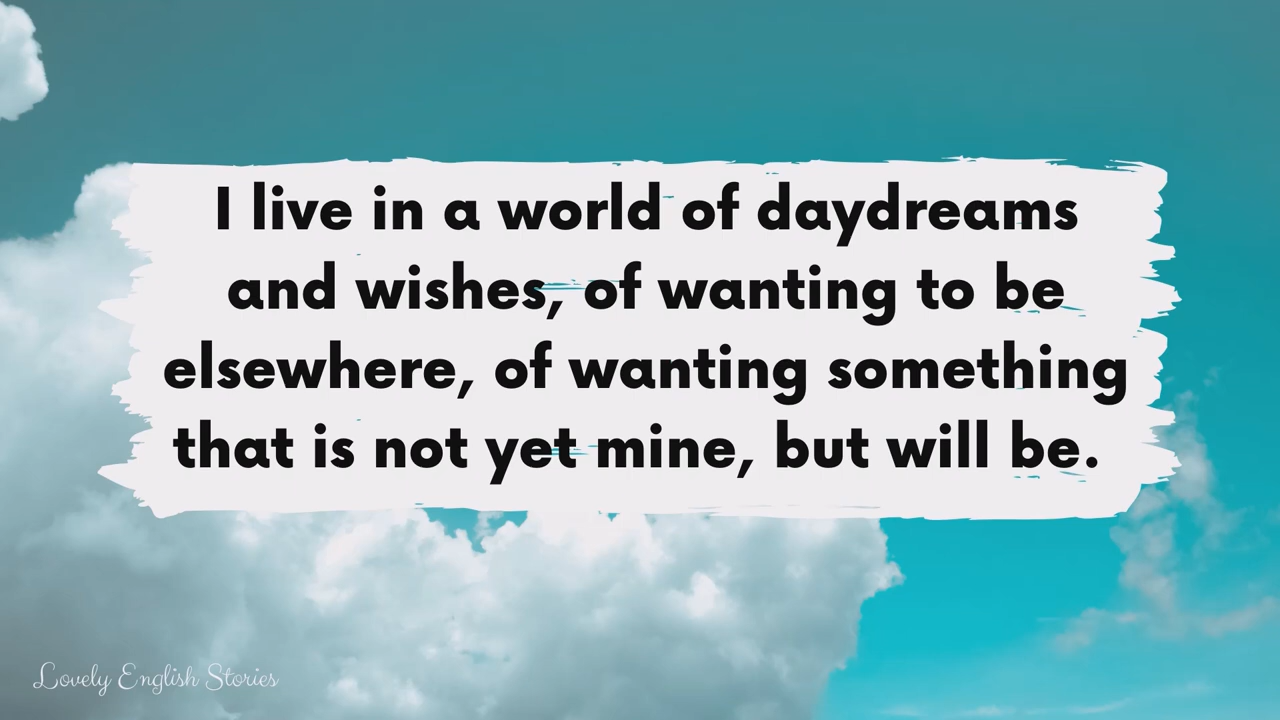 I live in a world of daydreams
and wishes, of wanting to be
elsewhere, of wanting something
that is not yet mine, but will be.
Lovely English Stories